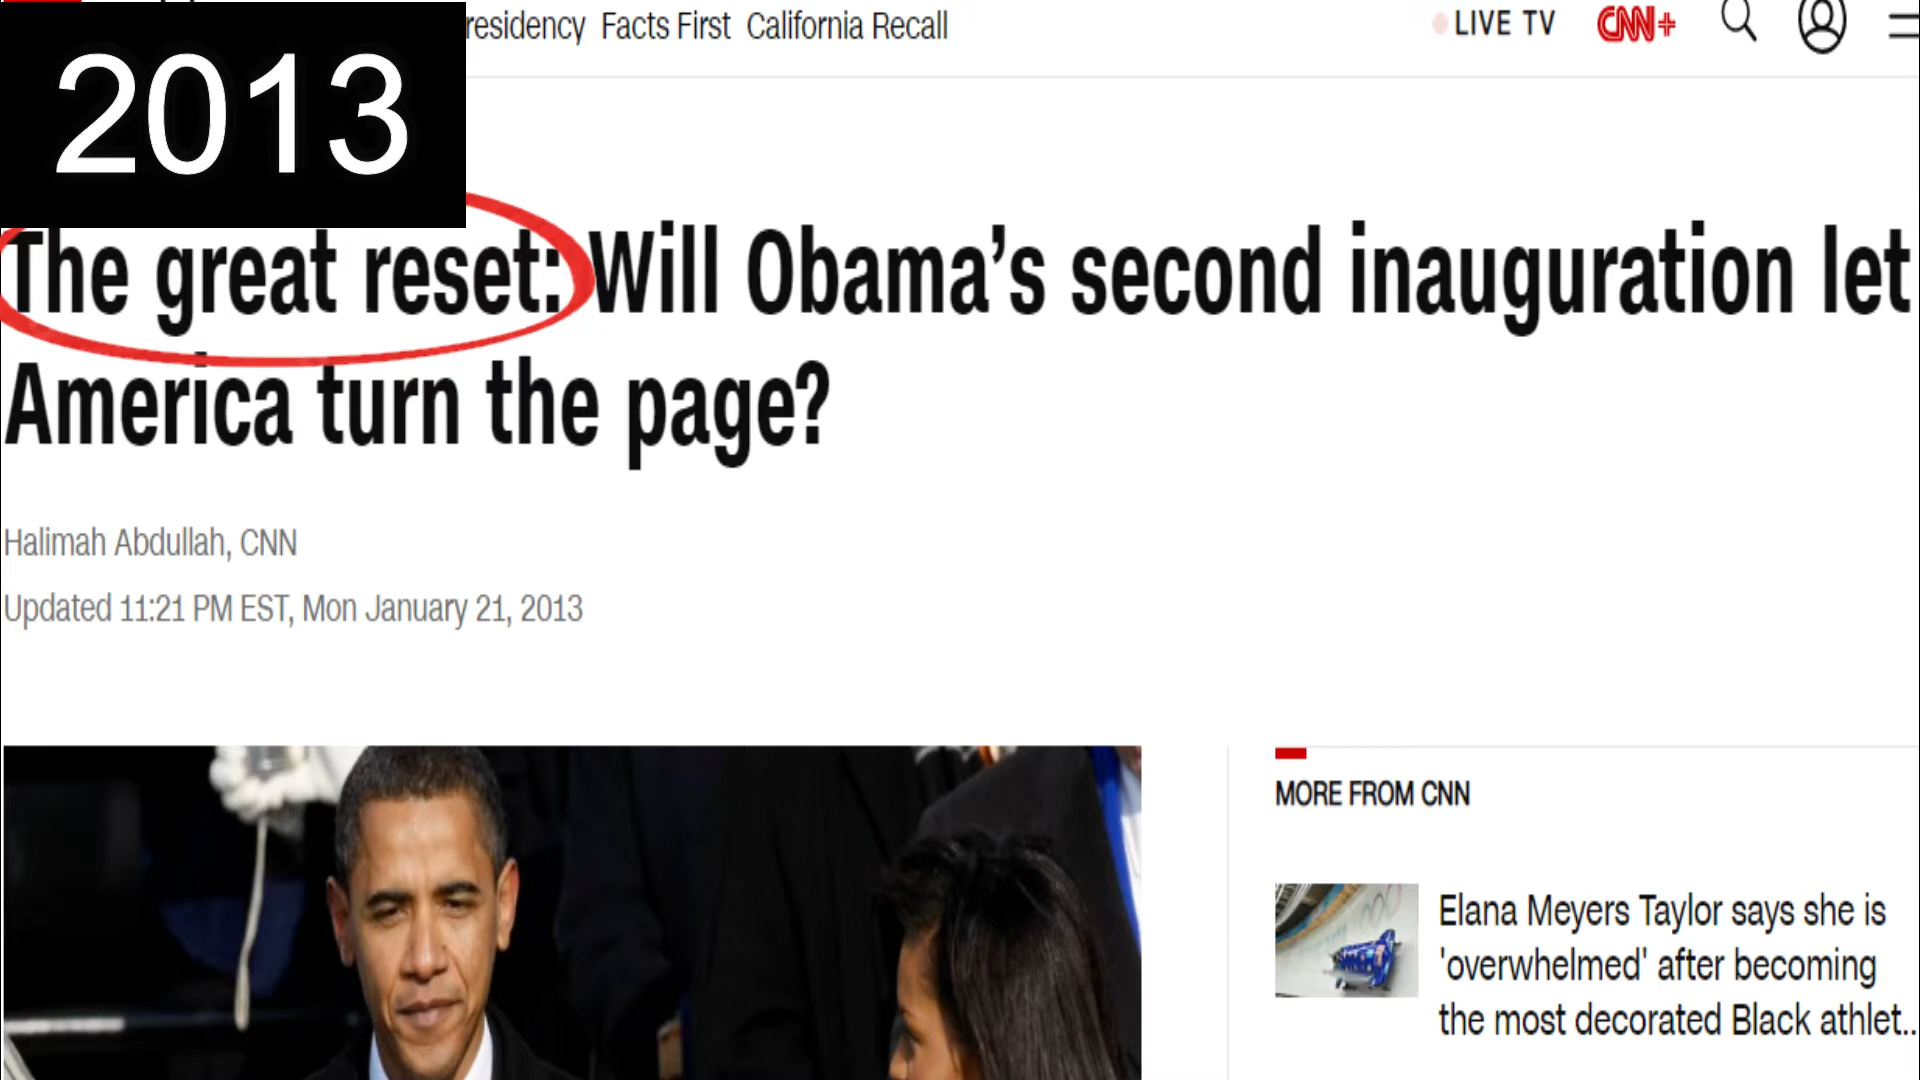 residency Facts First California Recall
LIVE TV CNN+
2013
The great reset: Will Obama’s second inauguration let
America turn the page?
Halimah Abdullah, CNN
Updated 11:21 PM EST, Mon January 21, 2013
MORE FROM CNN
Elana Meyers Taylor says she is
'overwhelmed' after becoming
the most decorated Black athlet..